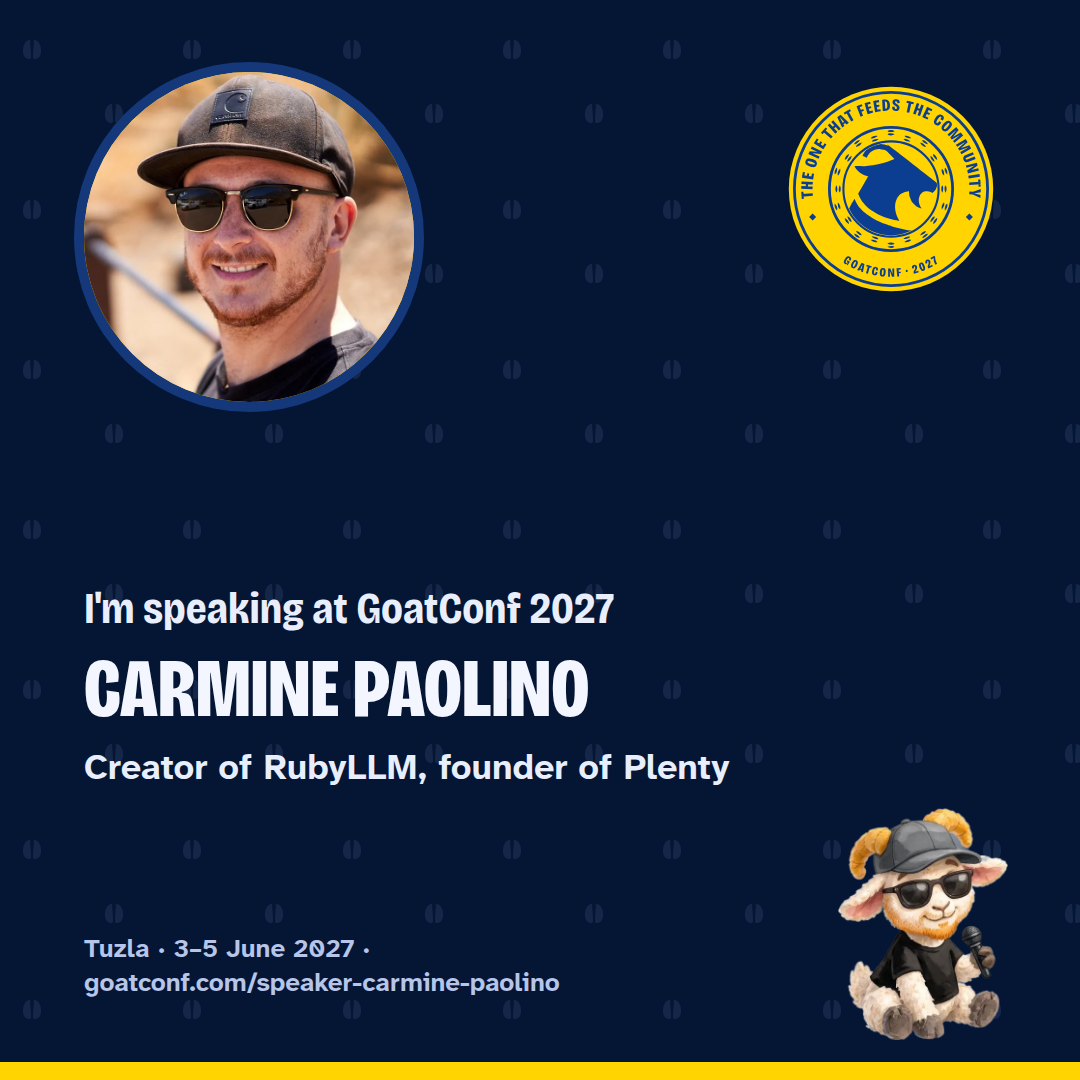 THE ONE THAT FEEDS THE COMMUNITY
GOATCONF · 2027
I'm speaking at GoatConf 2027
CARMINE PAOLINO
Creator of RubyLLM, founder of Plenty
Tuzla · 3–5 June 2027 ·
goatconf.com/speaker-carmine-paolino